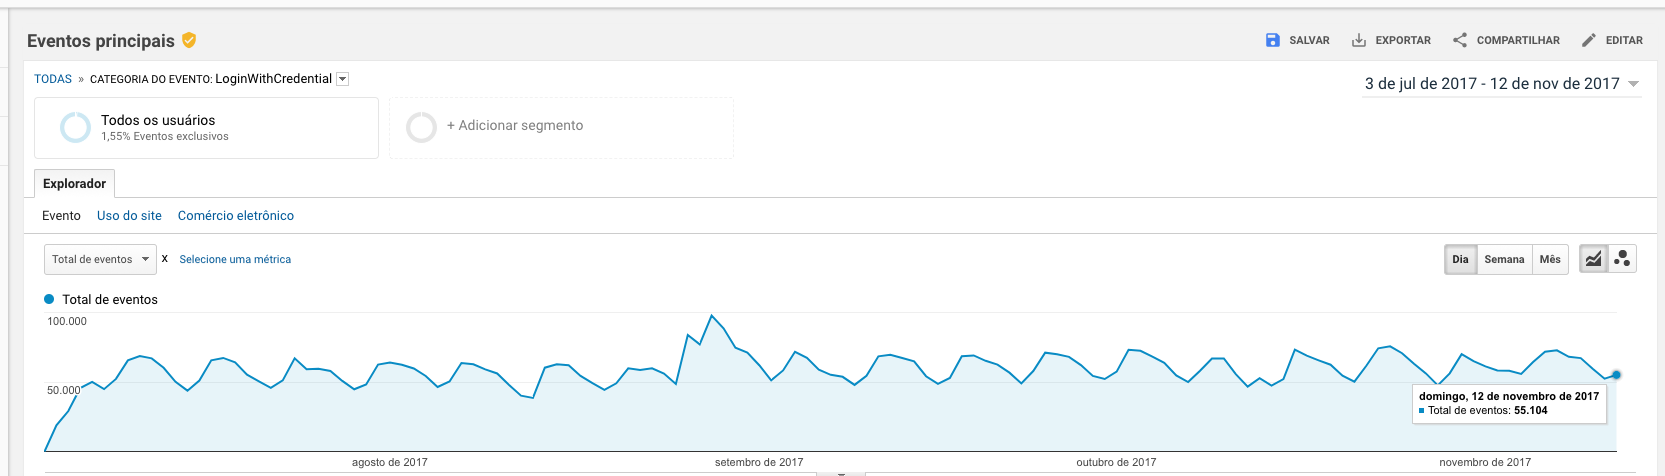 Eventos principais
SALVAR
EXPORTAR
COMPARTILHAR
EDITAR
TODAS » CATEGORIA DO EVENTO: LoginWithCredential
3 de jul de 2017 - 12 de nov de 2017
Todos os usuários
1,55% Eventos exclusivos
+ Adicionar segmento
Explorador
Evento
Uso do site
Comércio eletrônico
Total de eventos
x
Selecione uma métrica
Dia
Semana
Mês
Total de eventos
100.000
50.000
domingo, 12 de novembro de 2017
Total de eventos: 55.104
agosto de 2017
setembro de 2017
outubro de 2017
novembro de 2017